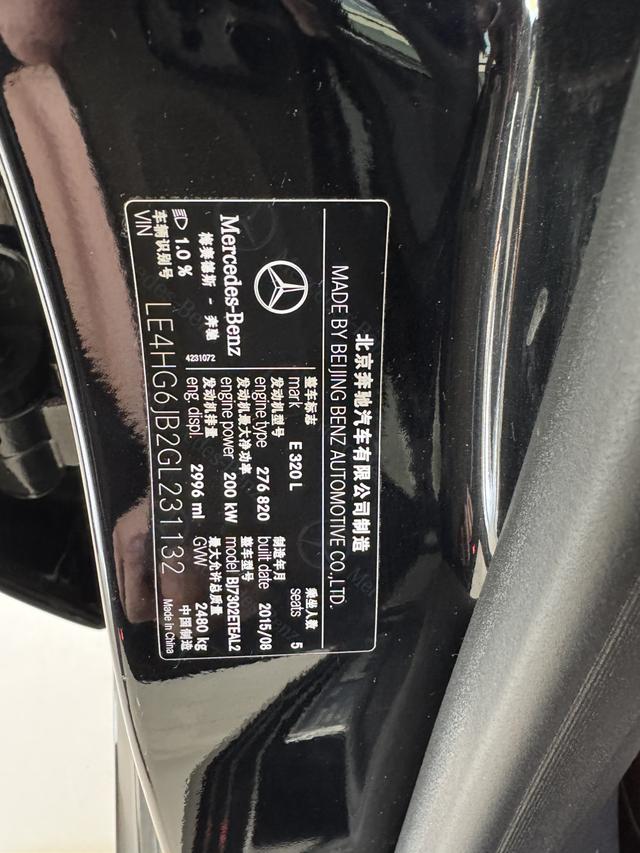 北京奔驰汽车有限公司制造
MADE BY BEIJING BENZ AUTOMOTIVE CO.,LTD.
Mercedes-Benz
梅赛德斯 - 奔驰
4231072
1.0 %
整车标志
mark E 320 L
乘坐人数
seats 5
发动机型号
engine type 276 820
制造年月
built date 2015/08
发动机最大净功率
engine power 200 kW
整车型号
model BJ7302ETEAL2
发动机排量
eng. displ. 2996 ml
最大允许总质量
GVW 2480 kg
车辆识别号
VIN LE4HG6JB2GL231132
中国制造
Made in China